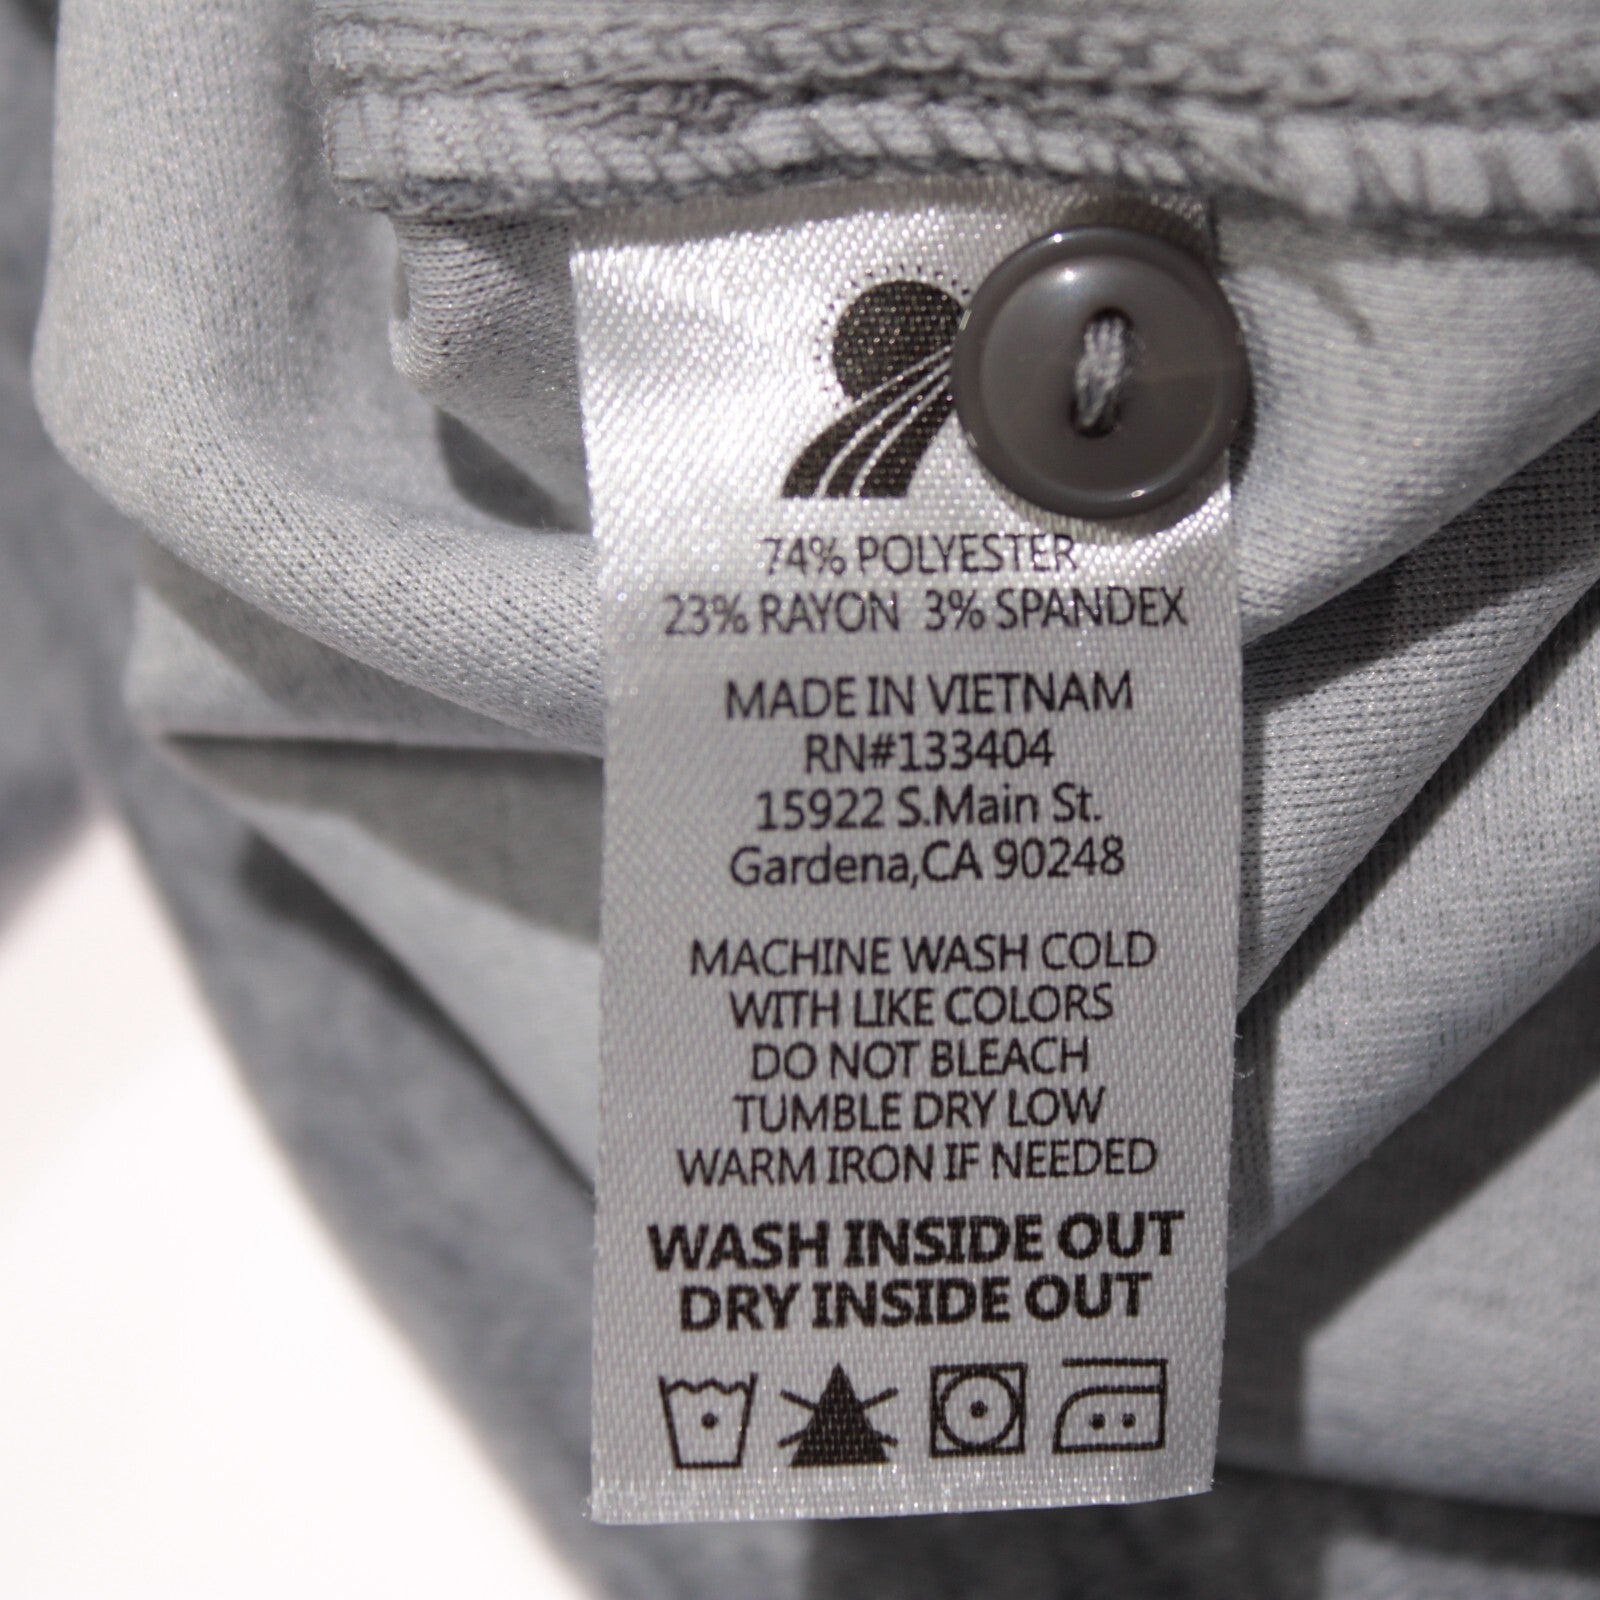 74% POLYESTER
23% RAYON 3% SPANDEX
MADE IN VIETNAM
RN#133404
15922 S.Main St.
Gardena,CA 90248
MACHINE WASH COLD
WITH LIKE COLORS
DO NOT BLEACH
TUMBLE DRY LOW
WARM IRON IF NEEDED
WASH INSIDE OUT
DRY INSIDE OUT